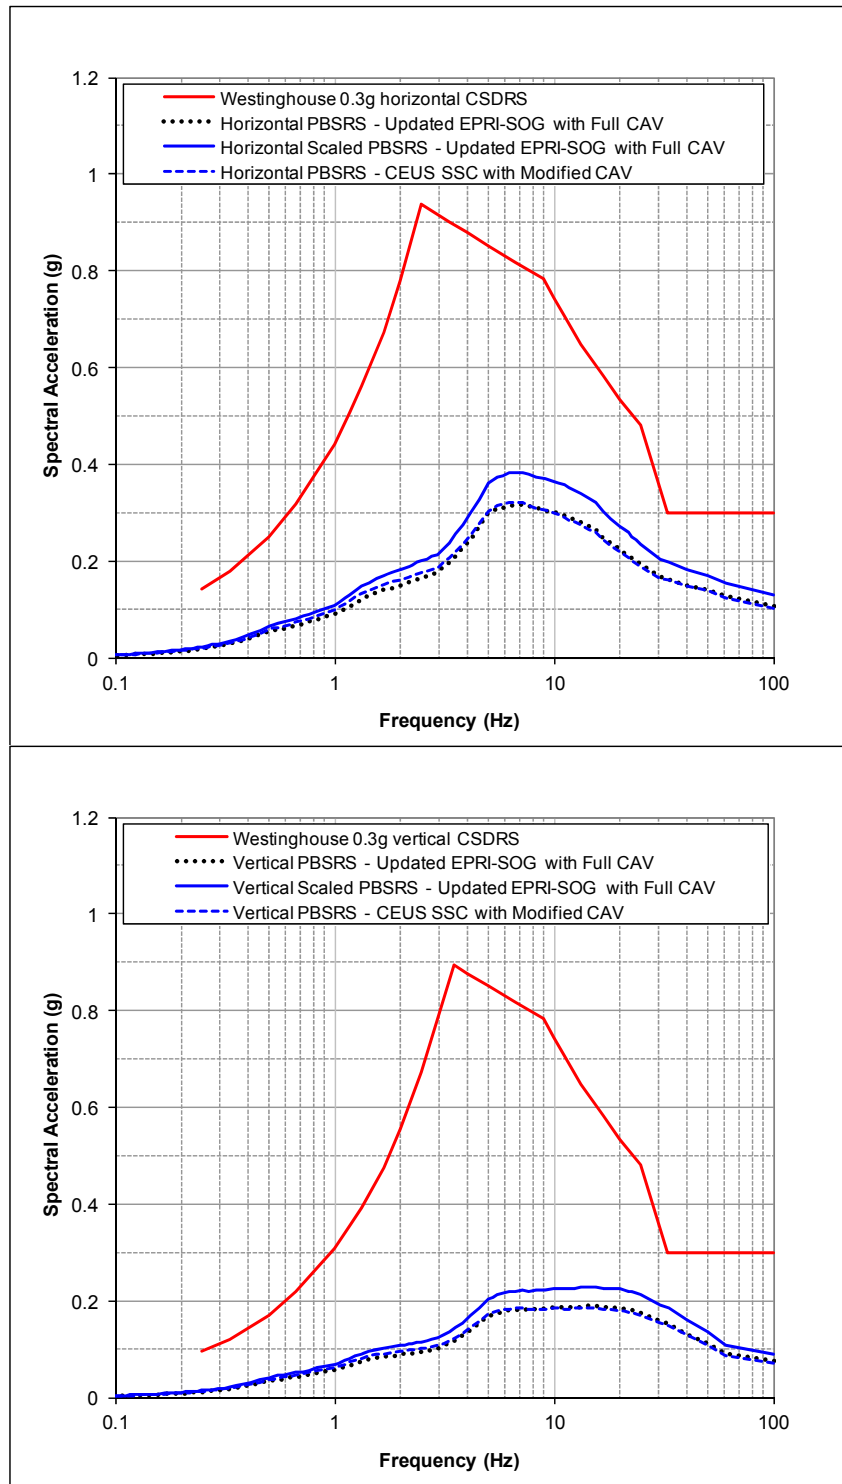 1.2
Westinghouse 0.3g horizontal CSDRS
Horizontal PBSRS - Updated EPRI-SOG with Full CAV
Horizontal Scaled PBSRS - Updated EPRI-SOG with Full CAV
Horizontal PBSRS - CEUS SSC with Modified CAV
1
0.8
0.6
0.4
0.2
0
Spectral Acceleration (g)
0.1
1
10
100
Frequency (Hz)
1.2
Westinghouse 0.3g vertical CSDRS
Vertical PBSRS - Updated EPRI-SOG with Full CAV
Vertical Scaled PBSRS - Updated EPRI-SOG with Full CAV
Vertical PBSRS - CEUS SSC with Modified CAV
1
0.8
0.6
0.4
0.2
0
Spectral Acceleration (g)
0.1
1
10
100
Frequency (Hz)